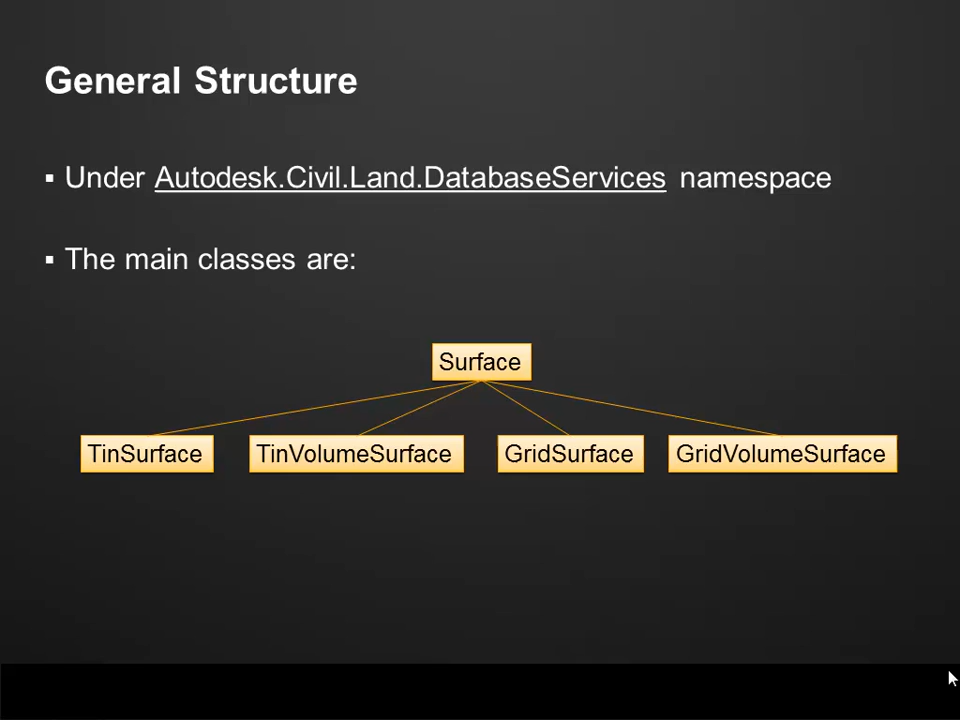 General Structure
▪ Under Autodesk.Civil.Land.DatabaseServices namespace
▪ The main classes are:
Surface
TinSurface TinVolumeSurface GridSurface GridVolumeSurface